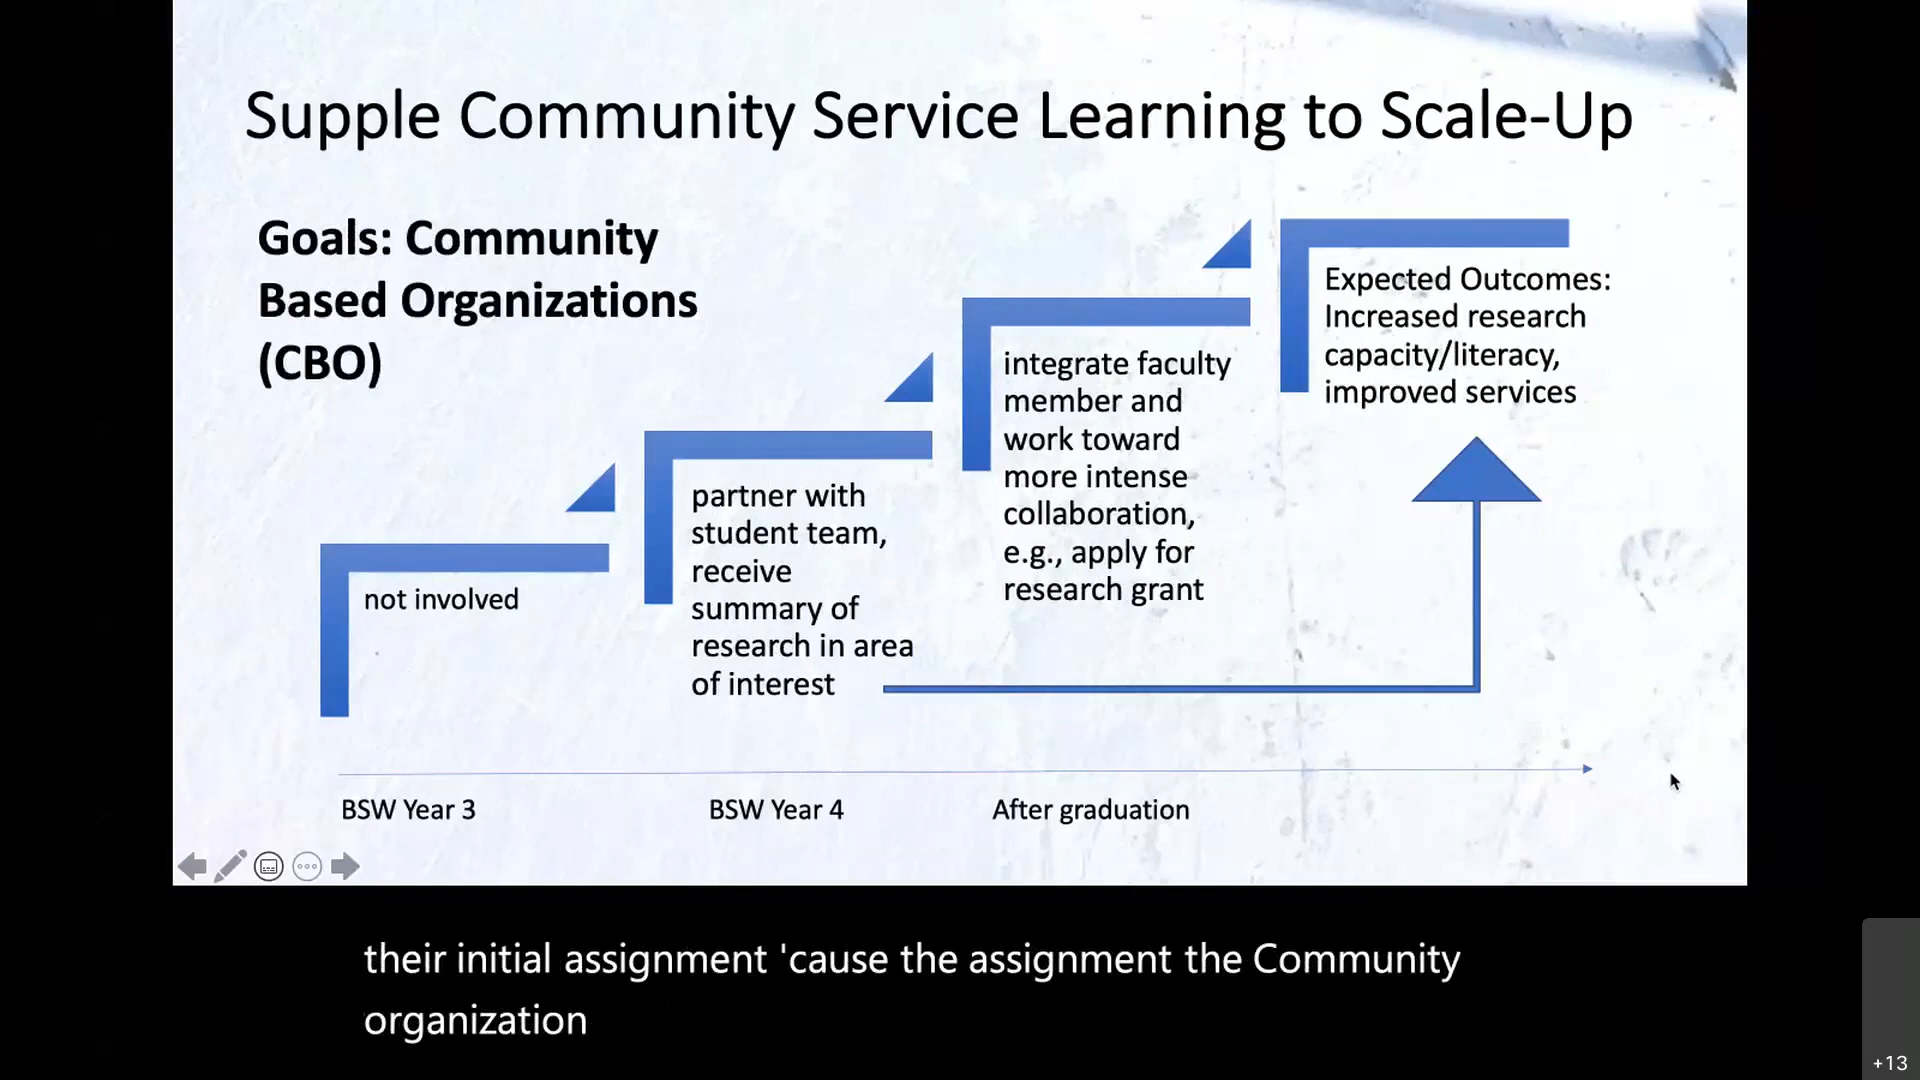 Supple Community Service Learning to Scale-Up
Goals: Community
Based Organizations
(CBO)
not involved
partner with
student team,
receive
summary of
research in area
of interest
integrate faculty
member and
work toward
more intense
collaboration,
e.g., apply for
research grant
Expected Outcomes:
Increased research
capacity/literacy,
improved services
BSW Year 3
BSW Year 4
After graduation
their initial assignment 'cause the assignment the Community
organization
+13